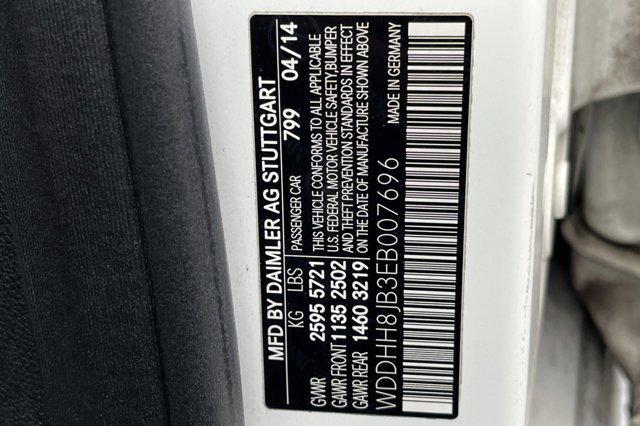 MFD BY DAIMLER AG STUTTGART
KG LBS PASSENGER CAR 799 04/14
GVWR 2595 5721 THIS VEHICLE CONFORMS TO ALL APPLICABLE
GAWR FRONT 1135 2502 U.S. FEDERAL MOTOR VEHICLE SAFETY,BUMPER
GAWR REAR 1460 3219 AND THEFT PREVENTION STANDARDS IN EFFECT
ON THE DATE OF MANUFACTURE SHOWN ABOVE
WDDHH8JB3EB007696 MADE IN GERMANY